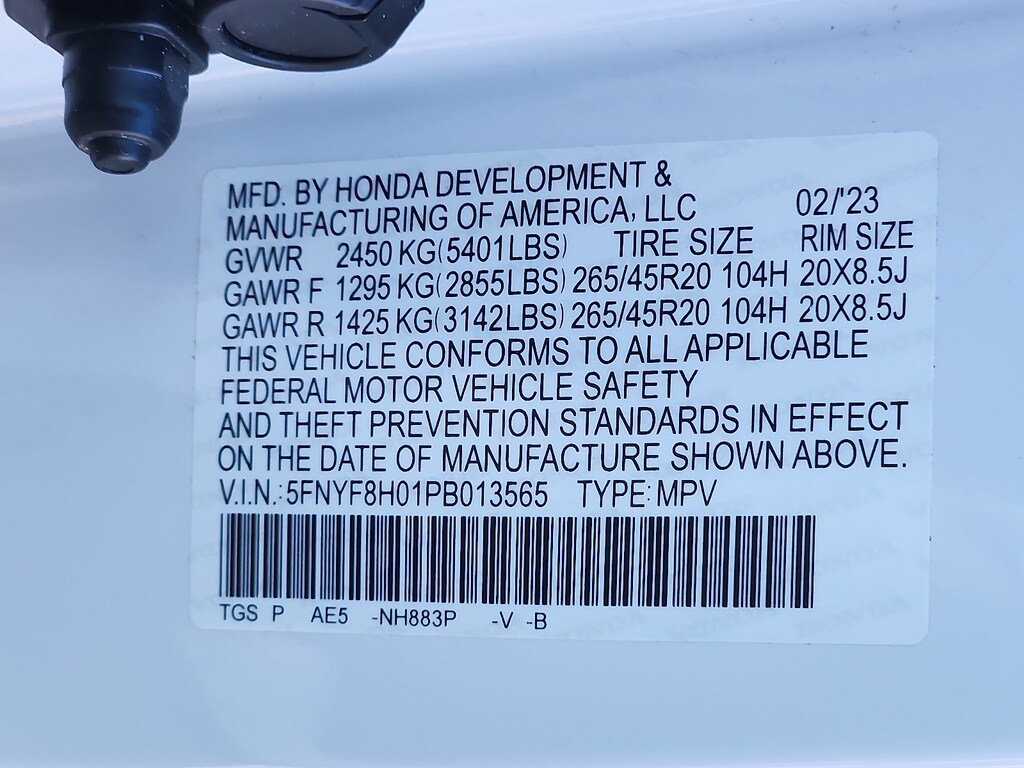 MFD. BY HONDA DEVELOPMENT &
MANUFACTURING OF AMERICA, LLC 02/'23
GVWR 2450 KG(5401LBS) TIRE SIZE RIM SIZE
GAWR F 1295 KG(2855LBS) 265/45R20 104H 20X8.5J
GAWR R 1425 KG(3142LBS) 265/45R20 104H 20X8.5J
THIS VEHICLE CONFORMS TO ALL APPLICABLE
FEDERAL MOTOR VEHICLE SAFETY
AND THEFT PREVENTION STANDARDS IN EFFECT
ON THE DATE OF MANUFACTURE SHOWN ABOVE.
V.I.N.: 5FNYF8H01PB013565 TYPE: MPV
TGS P AE5 -NH883P -V -B